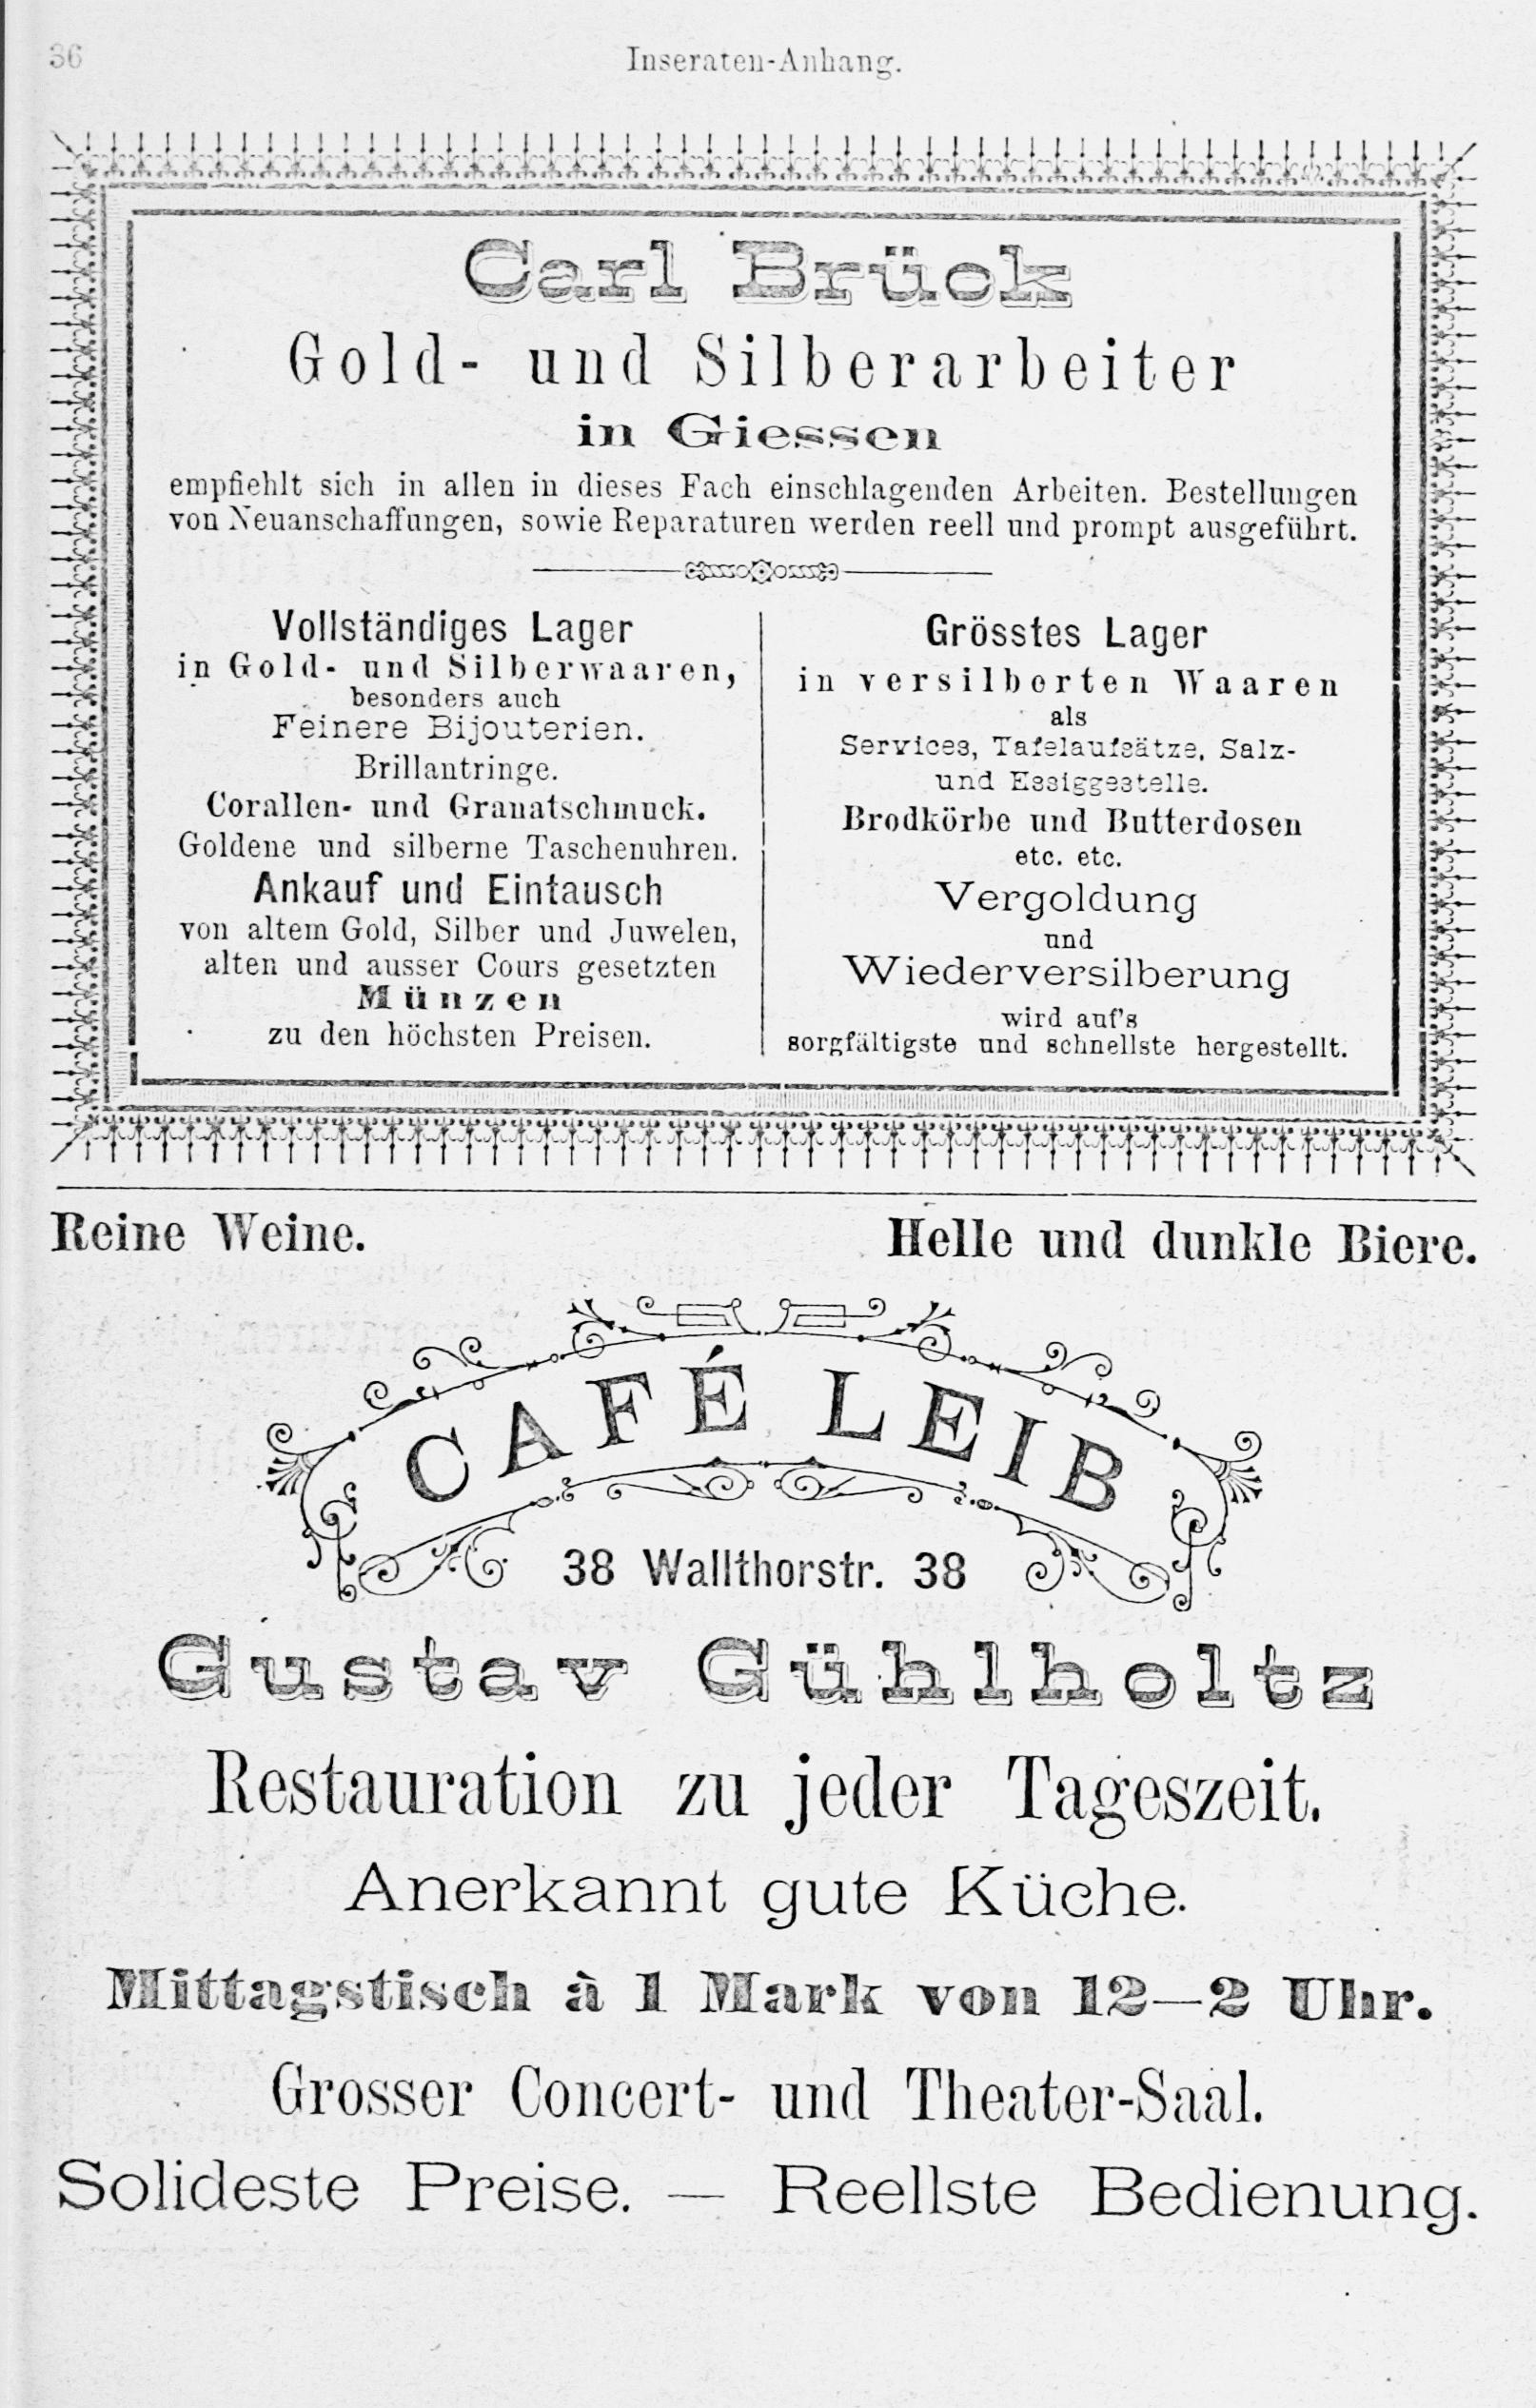 36
Inseraten-Anhang.
Carl Brück
Gold- und Silberarbeiter
in Giessen
empfiehlt sich in allen in dieses Fach einschlagenden Arbeiten. Bestellungen
von Neuanschaffungen, sowie Reparaturen werden reell und prompt ausgeführt.
Vollständiges Lager
in Gold- und Silberwaaren,
besonders auch
Feinere Bijouterien.
Brillantringe.
Corallen- und Granatschmuck.
Goldene und silberne Taschenuhren.
Ankauf und Eintausch
von altem Gold, Silber und Juwelen,
alten und ausser Cours gesetzten
Münzen
zu den höchsten Preisen.
Grösstes Lager
in versilberten Waaren
als
Services, Tafelaufsätze, Salz-
und Essiggestelle.
Brodkörbe und Butterdosen
etc. etc.
Vergoldung
und
Wiederversilberung
wird auf's
sorgfältigste und schnellste hergestellt.
Reine Weine.
Helle und dunkle Biere.
CAFÉ LEIB
38 Wallthorstr. 38
Gustav Gühlholtz
Restauration zu jeder Tageszeit.
Anerkannt gute Küche.
Mittagstisch à 1 Mark von 12—2 Uhr.
Grosser Concert- und Theater-Saal.
Solideste Preise. — Reellste Bedienung.